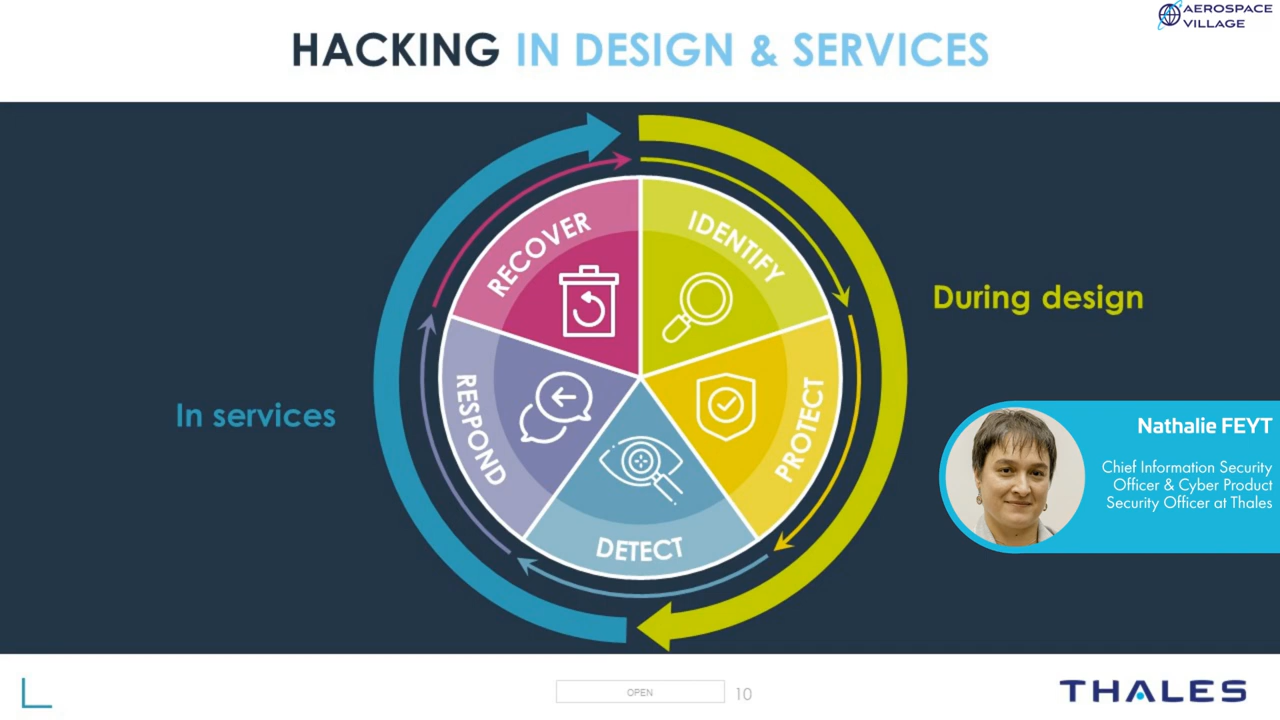 AEROSPACE
VILLAGE
HACKING IN DESIGN & SERVICES
RECOVER
IDENTIFY
During design
RESPOND
PROTECT
In services
DETECT
Nathalie FEYT
Chief Information Security
Officer & Cyber Product
Security Officer at Thales
OPEN
10
THALES